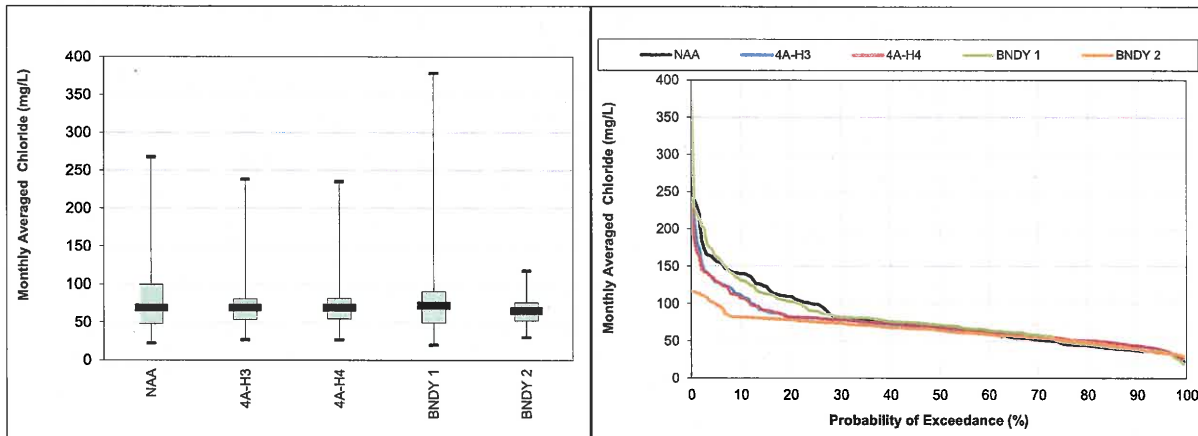 Monthly Averaged Chloride (mg/L)
400
350
300
250
200
150
100
50
0
NAA
4A-H3
4A-H4
BNDY 1
BNDY 2
NAA 4A-H3 4A-H4 BNDY 1 BNDY 2
Monthly Averaged Chloride (mg/L)
400
350
300
250
200
150
100
50
0
0 10 20 30 40 50 60 70 80 90 100
Probability of Exceedance (%)